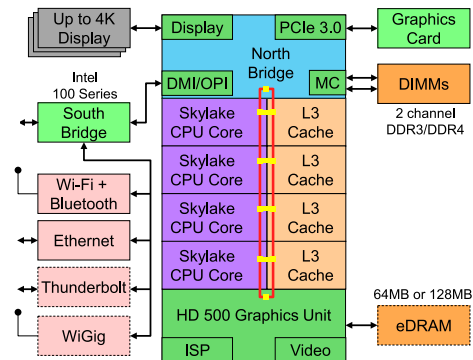 Up to 4K
Display
Display
PCIe 3.0
Graphics
Card
North
Bridge
DMI/OPI
MC
DIMMs
2 channel
DDR3/DDR4
Intel
100 Series
South
Bridge
Skylake
CPU Core
L3
Cache
Skylake
CPU Core
L3
Cache
Skylake
CPU Core
L3
Cache
Skylake
CPU Core
L3
Cache
Wi-Fi +
Bluetooth
Ethernet
Thunderbolt
WiGig
HD 500 Graphics Unit
ISP
Video
64MB or 128MB
eDRAM